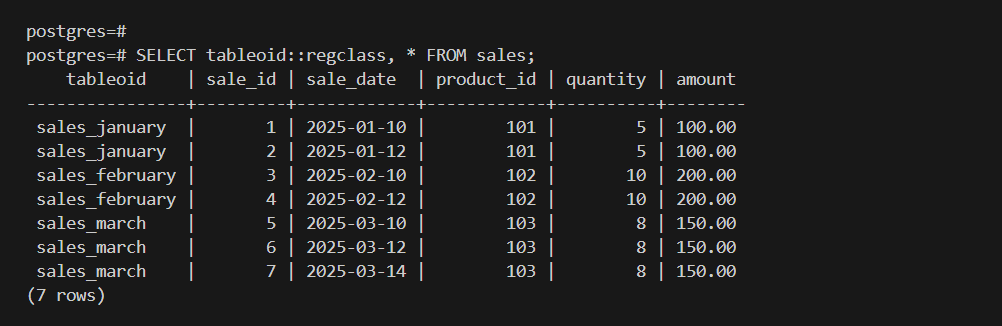 postgres=#
postgres=# SELECT tableoid::regclass, * FROM sales;
    tableoid    | sale_id | sale_date  | product_id | quantity | amount
----------------+---------+------------+------------+----------+--------
 sales_january  |       1 | 2025-01-10 |        101 |        5 | 100.00
 sales_january  |       2 | 2025-01-12 |        101 |        5 | 100.00
 sales_february |       3 | 2025-02-10 |        102 |       10 | 200.00
 sales_february |       4 | 2025-02-12 |        102 |       10 | 200.00
 sales_march    |       5 | 2025-03-10 |        103 |        8 | 150.00
 sales_march    |       6 | 2025-03-12 |        103 |        8 | 150.00
 sales_march    |       7 | 2025-03-14 |        103 |        8 | 150.00
(7 rows)